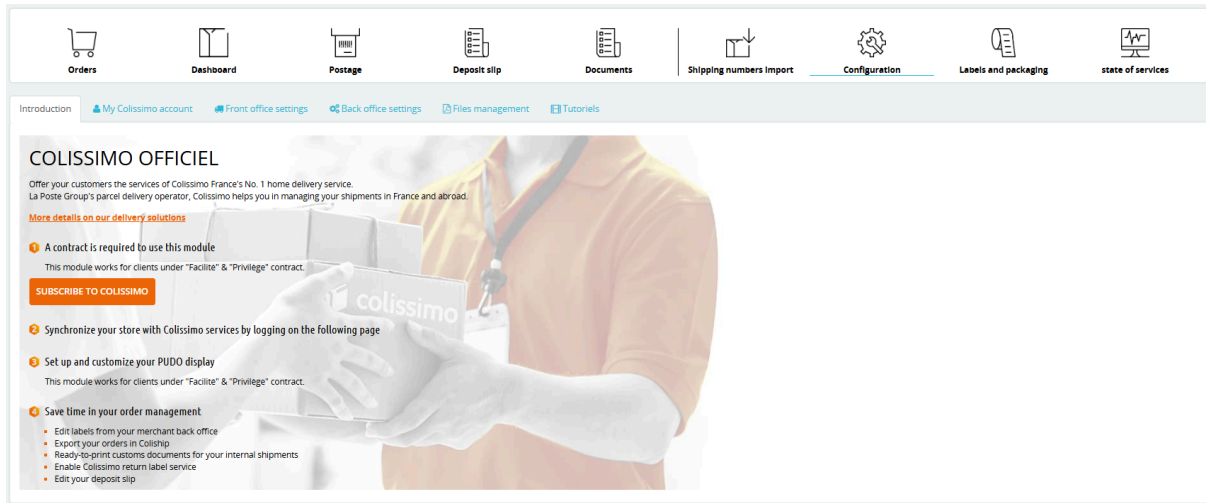 Orders
Dashboard
Postage
Deposit slip
Documents
Shipping numbers import
Configuration
Labels and packaging
state of services
Introduction
My Colissimo account
Front office settings
Back office settings
Files management
Tutoriels
COLISSIMO OFFICIEL
Offer your customers the services of Colissimo France's No. 1 home delivery service.
La Poste Group's parcel delivery operator, Colissimo helps you in managing your shipments in France and abroad.
More details on our delivery solutions
1 A contract is required to use this module
This module works for clients under "Facilité" & "Privilège" contract.
SUBSCRIBE TO COLISSIMO
colissimo
2 Synchronize your store with Colissimo services by logging on the following page
3 Set up and customize your PUDO display
This module works for clients under "Facilité" & "Privilège" contract.
4 Save time in your order management
Edit labels from your merchant back office
Export your orders in Coliship
Ready-to-print customs documents for your internal shipments
Enable Colissimo return label service
Edit your deposit slip